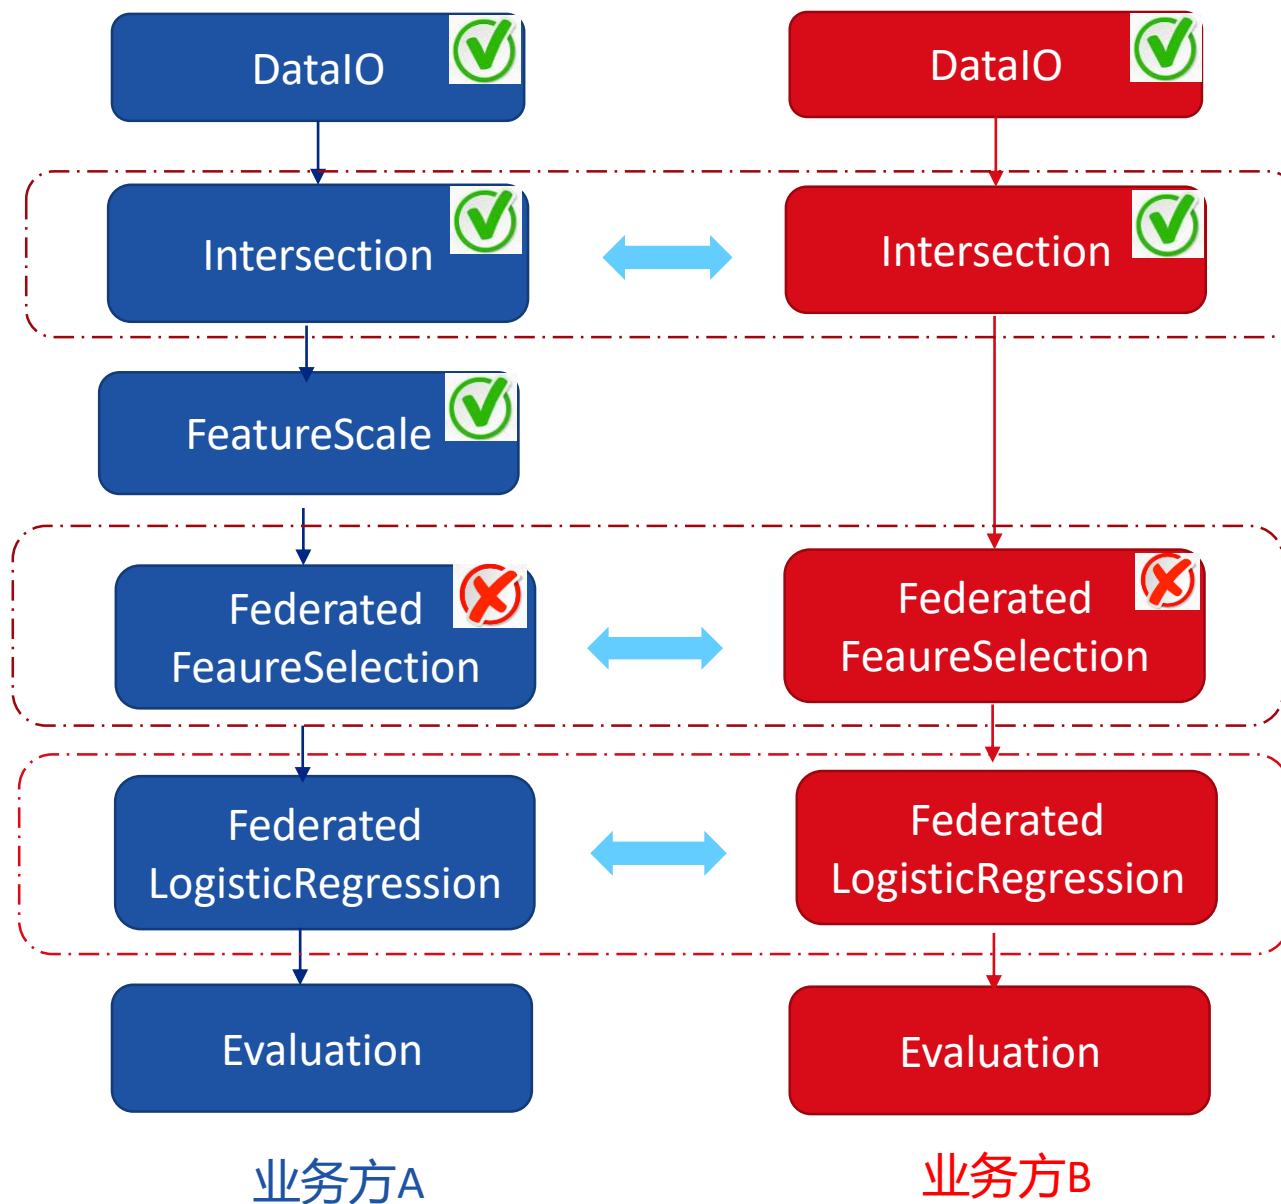 DataIO
DataIO
Intersection
Intersection
FeatureScale
Federated
FeaureSelection
Federated
FeaureSelection
Federated
LogisticRegression
Federated
LogisticRegression
Evaluation
Evaluation
业务方A
业务方B